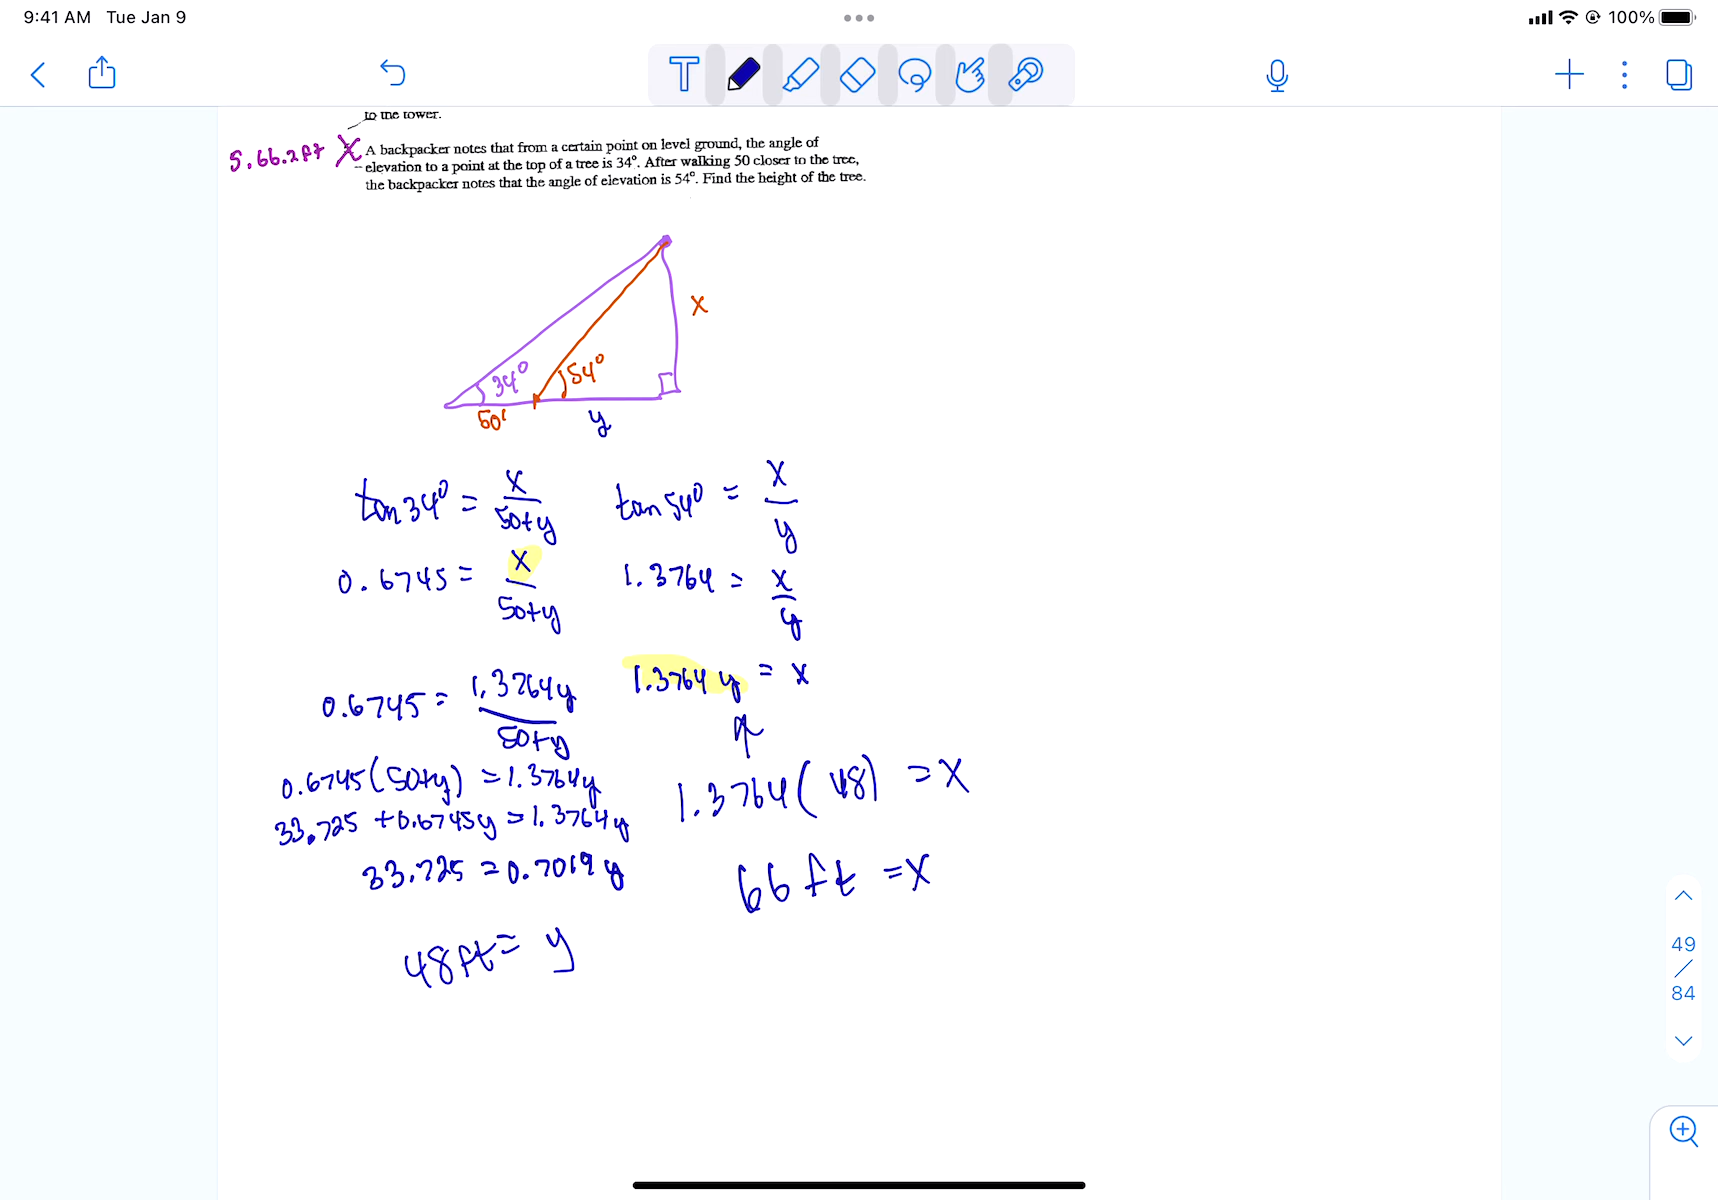 9:41 AM Tue Jan 9
100%
T
to the tower.
5. 66.2 ft X A backpacker notes that from a certain point on level ground, the angle of
elevation to a point at the top of a tree is 34°. After walking 50 closer to the tree,
the backpacker notes that the angle of elevation is 54°. Find the height of the tree.
x
34° 54°
50' y
tan 34° = x / 50+y tan 54° = x / y
0.6745 = x / 50+y 1.3764 = x / y
0.6745 = 1.3764y / 50+y 1.3764 y = x
0.6745(50+y) = 1.3764y 1.3764(48) = x
33.725 + 0.6745y = 1.3764y
33.725 = 0.7019 y 66 ft = x
48 ft = y
49
84